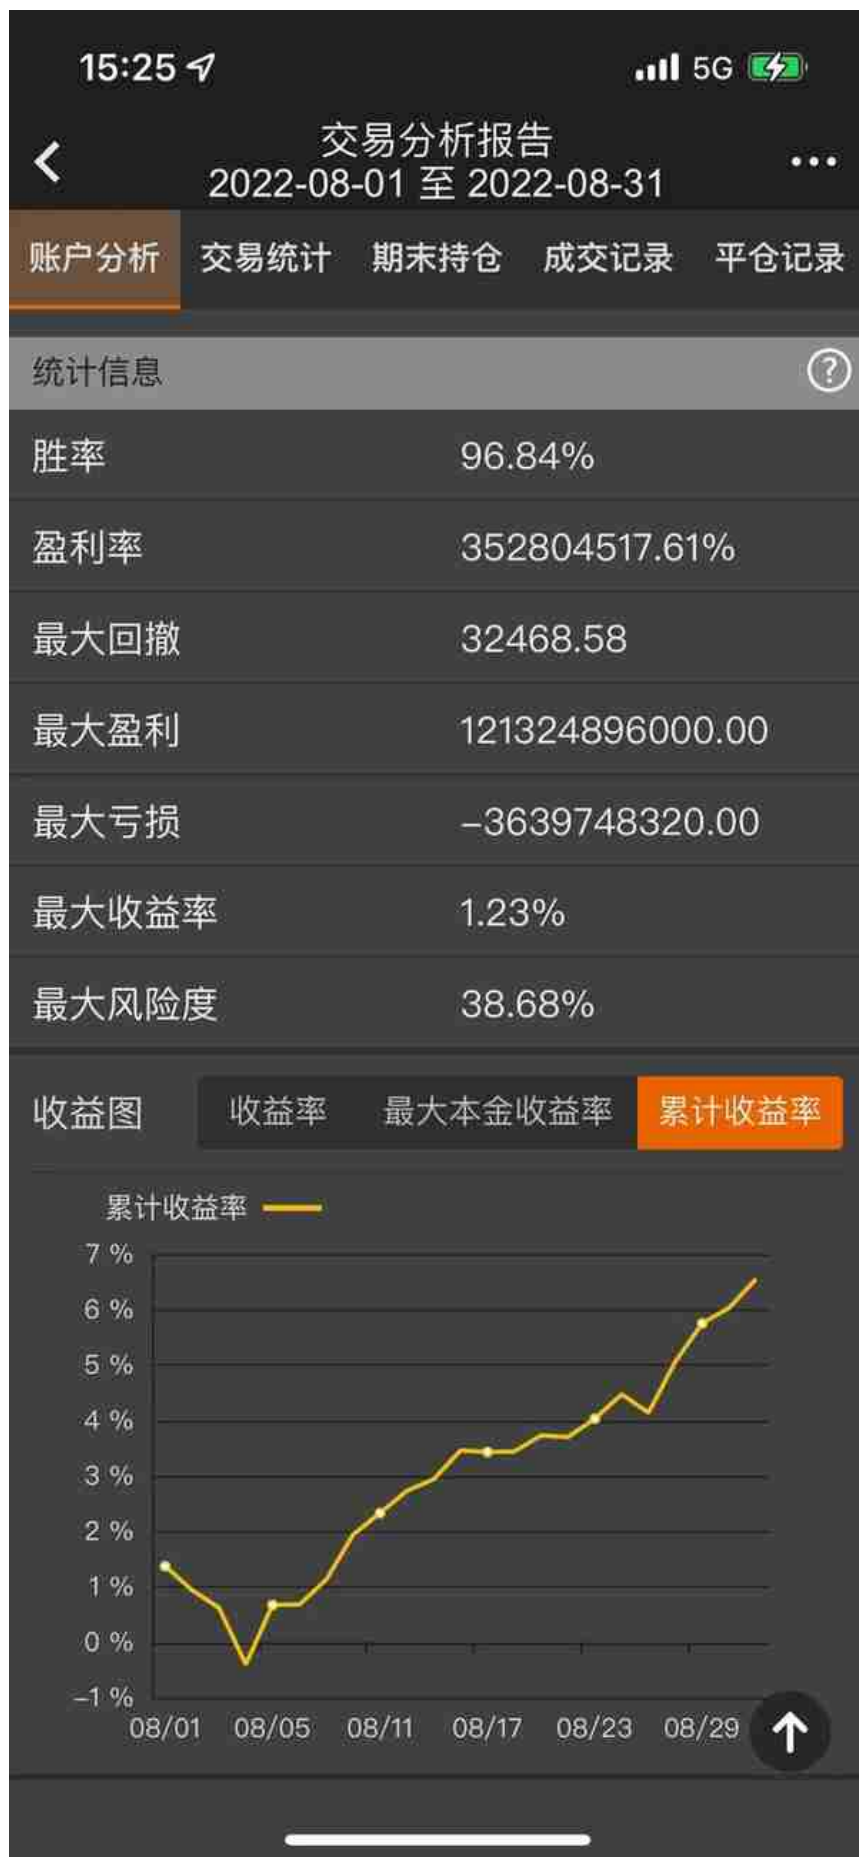 15:25
5G
交易分析报告
2022-08-01 至 2022-08-31
账户分析 交易统计 期末持仓 成交记录 平仓记录
统计信息 ?
胜率 96.84%
盈利率 352804517.61%
最大回撤 32468.58
最大盈利 121324896000.00
最大亏损 -3639748320.00
最大收益率 1.23%
最大风险度 38.68%
收益图 收益率 最大本金收益率 累计收益率
累计收益率
7 %
6 %
5 %
4 %
3 %
2 %
1 %
0 %
-1 %
08/01 08/05 08/11 08/17 08/23 08/29